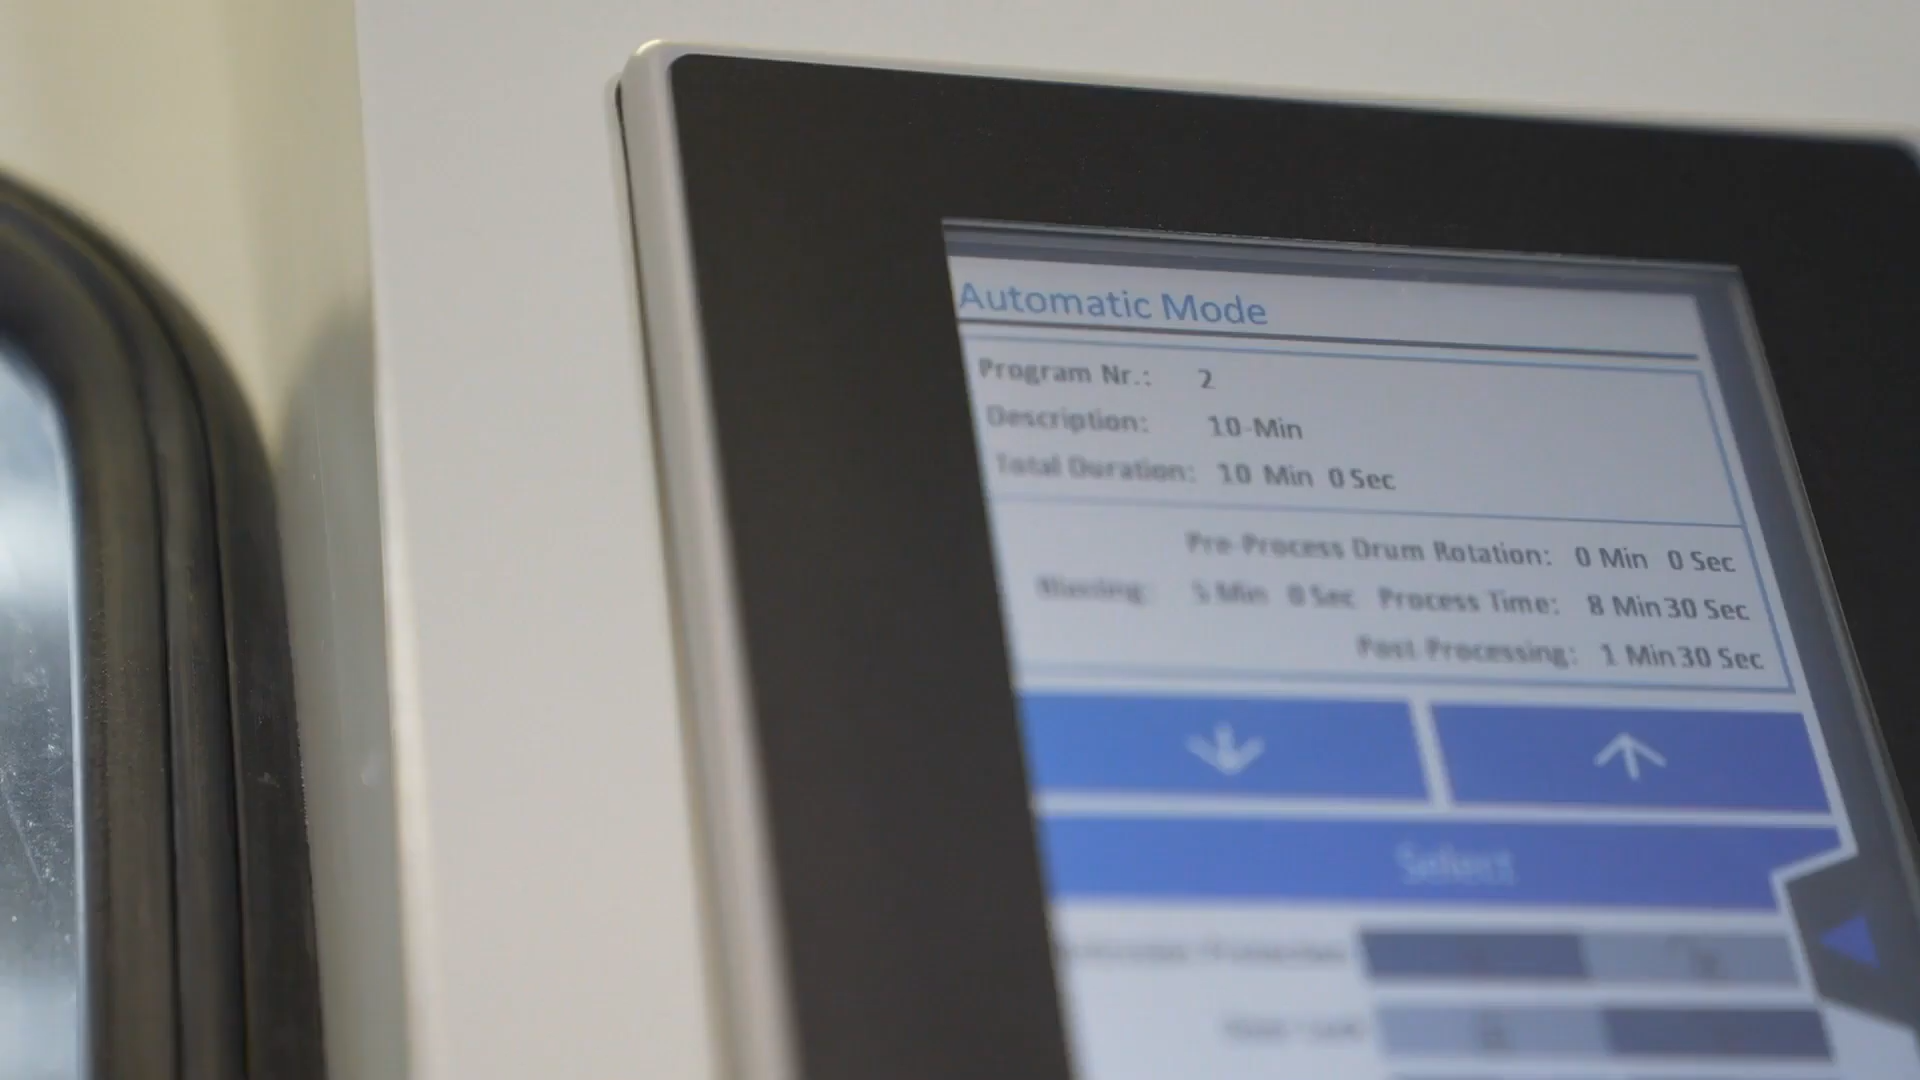 Automatic Mode
Program Nr.: 2
Description: 10-Min
Total Duration: 10 Min 0 Sec
Pre-Process Drum Rotation: 0 Min 0 Sec
5 Min 0 Sec Process Time: 8 Min 30 Sec
Post Processing: 1 Min 30 Sec
Select